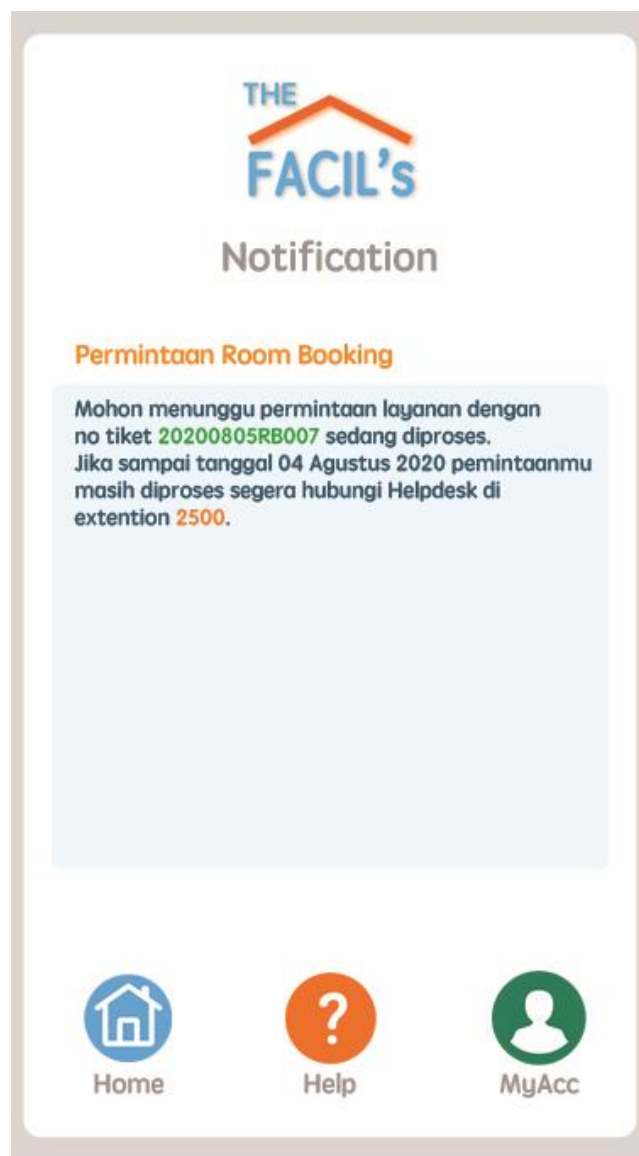 THE
FACIL's
Notification
Permintaan Room Booking
Mohon menunggu permintaan layanan dengan
no tiket 20200805RB007 sedang diproses.
Jika sampai tanggal 04 Agustus 2020 pemintaanmu
masih diproses segera hubungi Helpdesk di
extention 2500.
?
Home Help MyAcc